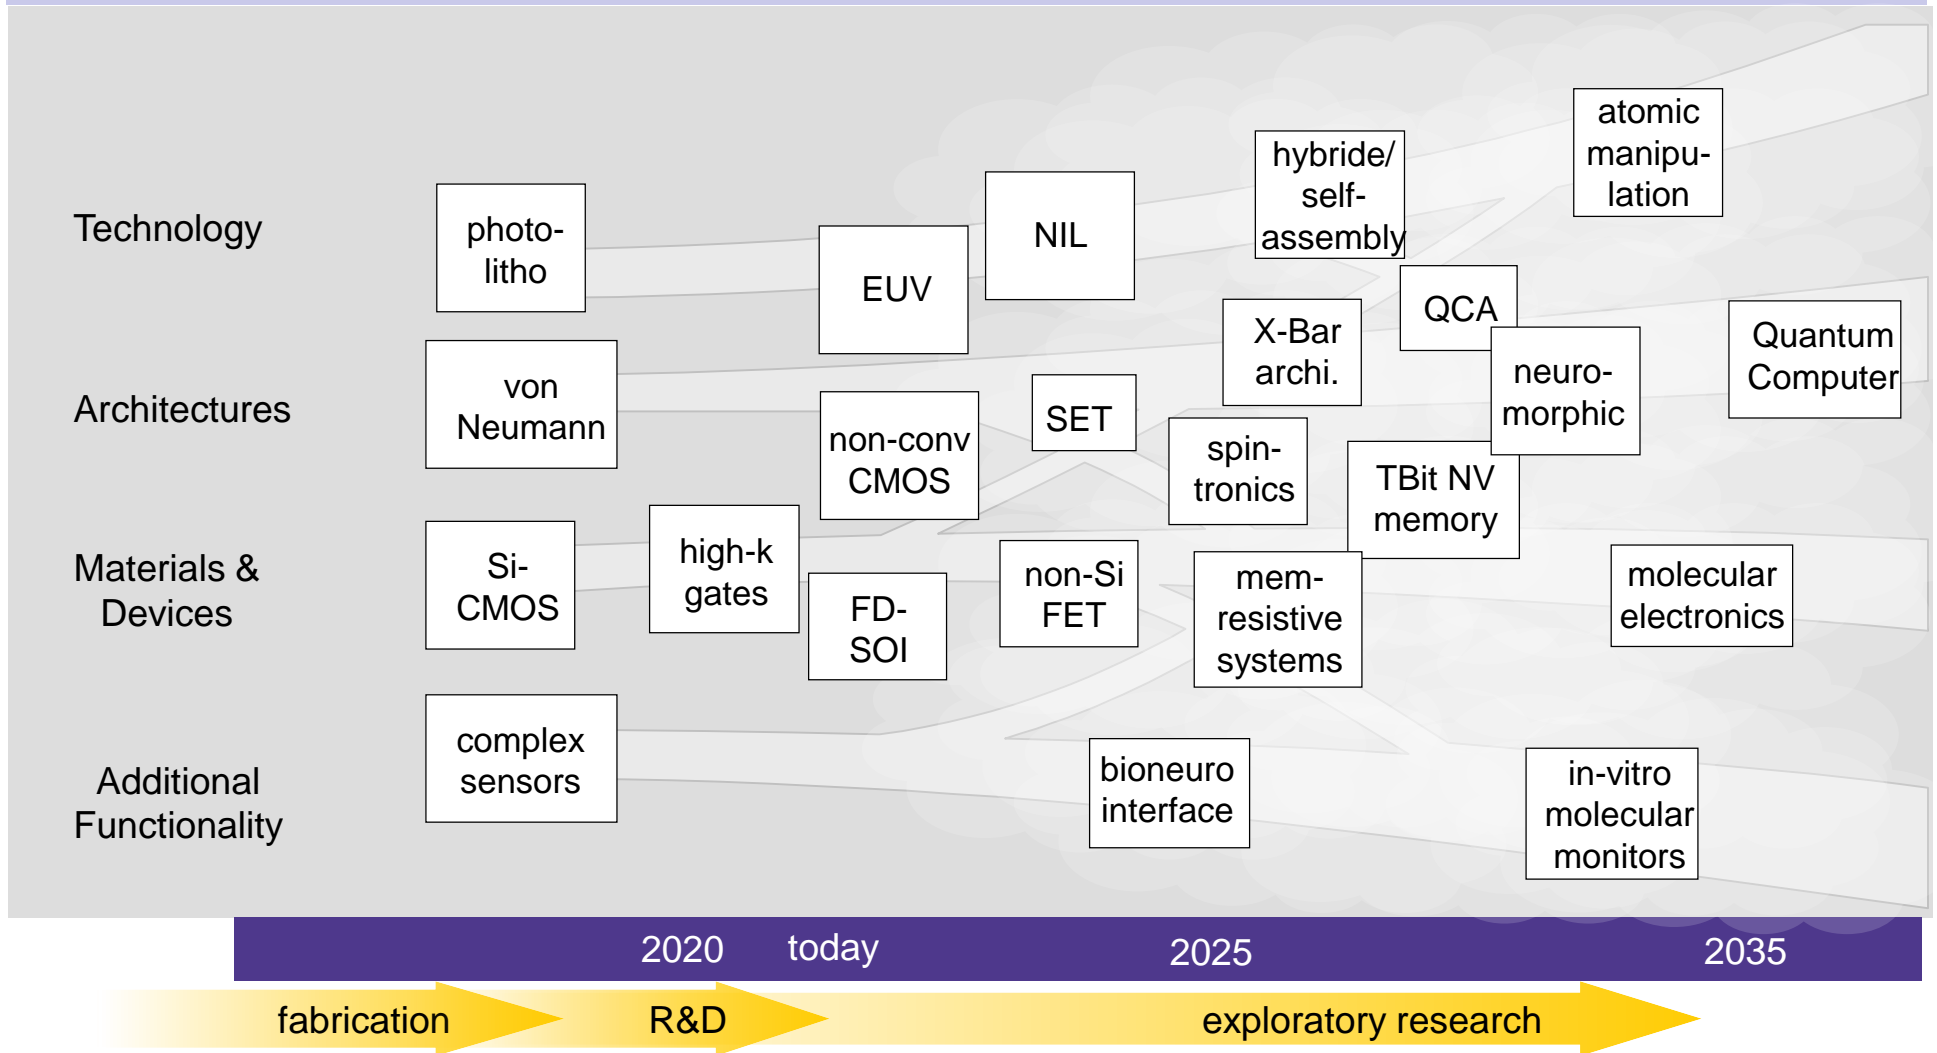 Technology
photo-
litho
EUV
NIL
hybride/
self-
assembly
atomic
manipu-
lation
Architectures
von
Neumann
non-conv
CMOS
SET
X-Bar
archi.
QCA
neuro-
morphic
Quantum
Computer
spin-
tronics
TBit NV
memory
Materials &
Devices
Si-
CMOS
high-k
gates
FD-
SOI
non-Si
FET
mem-
resistive
systems
molecular
electronics
Additional
Functionality
complex
sensors
bioneuro
interface
in-vitro
molecular
monitors
2020 today 2025 2035
fabrication R&D exploratory research